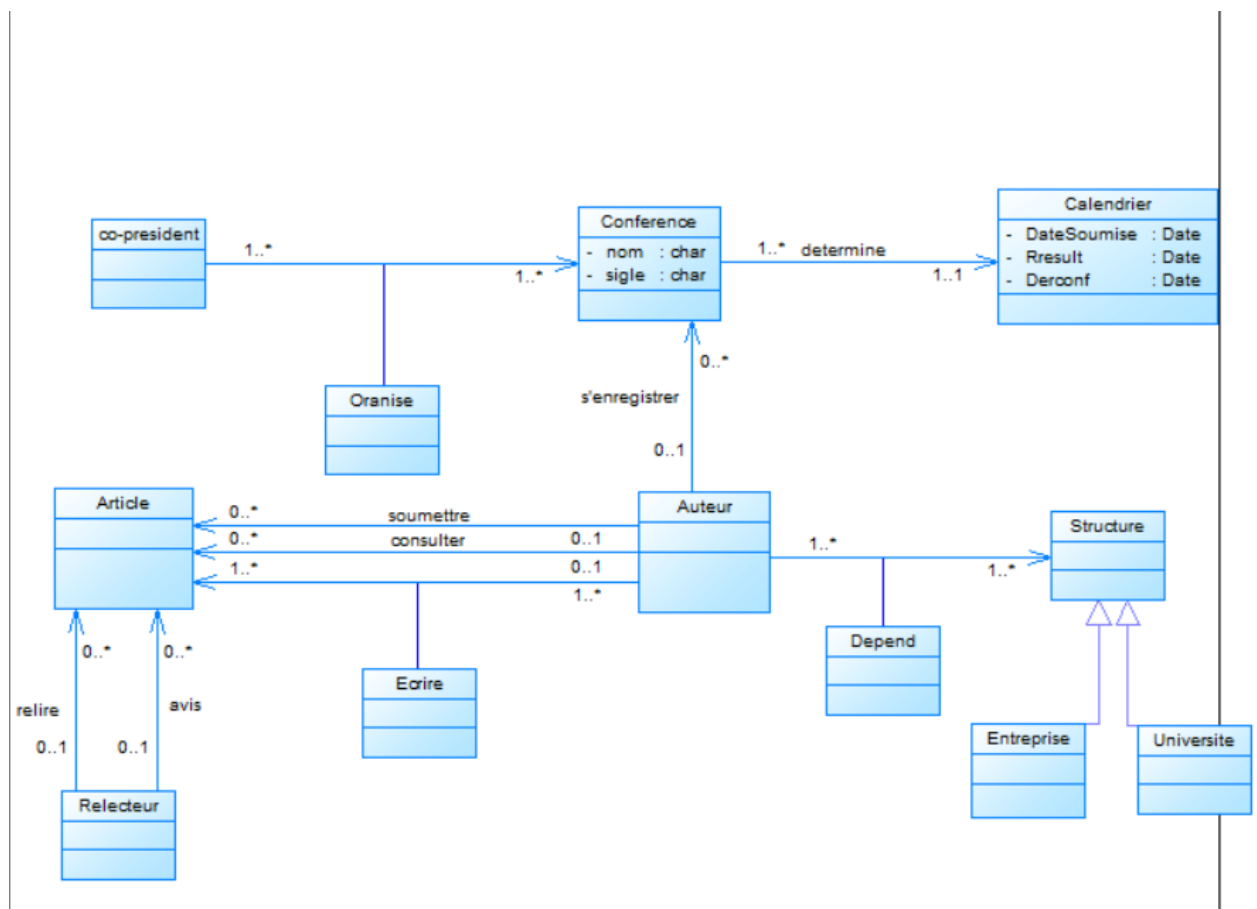 co-president
1..*
1..*
Conference
- nom : char
- sigle : char
1..* determine
1..1
Calendrier
- DateSoumise : Date
- Rresult : Date
- Derconf : Date
Oranise
0..*
s'enregistrer
0..1
Article
0..* soumettre 0..1
0..* consulter 0..1
1..* 1..*
Auteur
1..*
1..*
Structure
Depend
Ecrire
0..* 0..*
relire avis
0..1 0..1
Relecteur
Entreprise
Universite